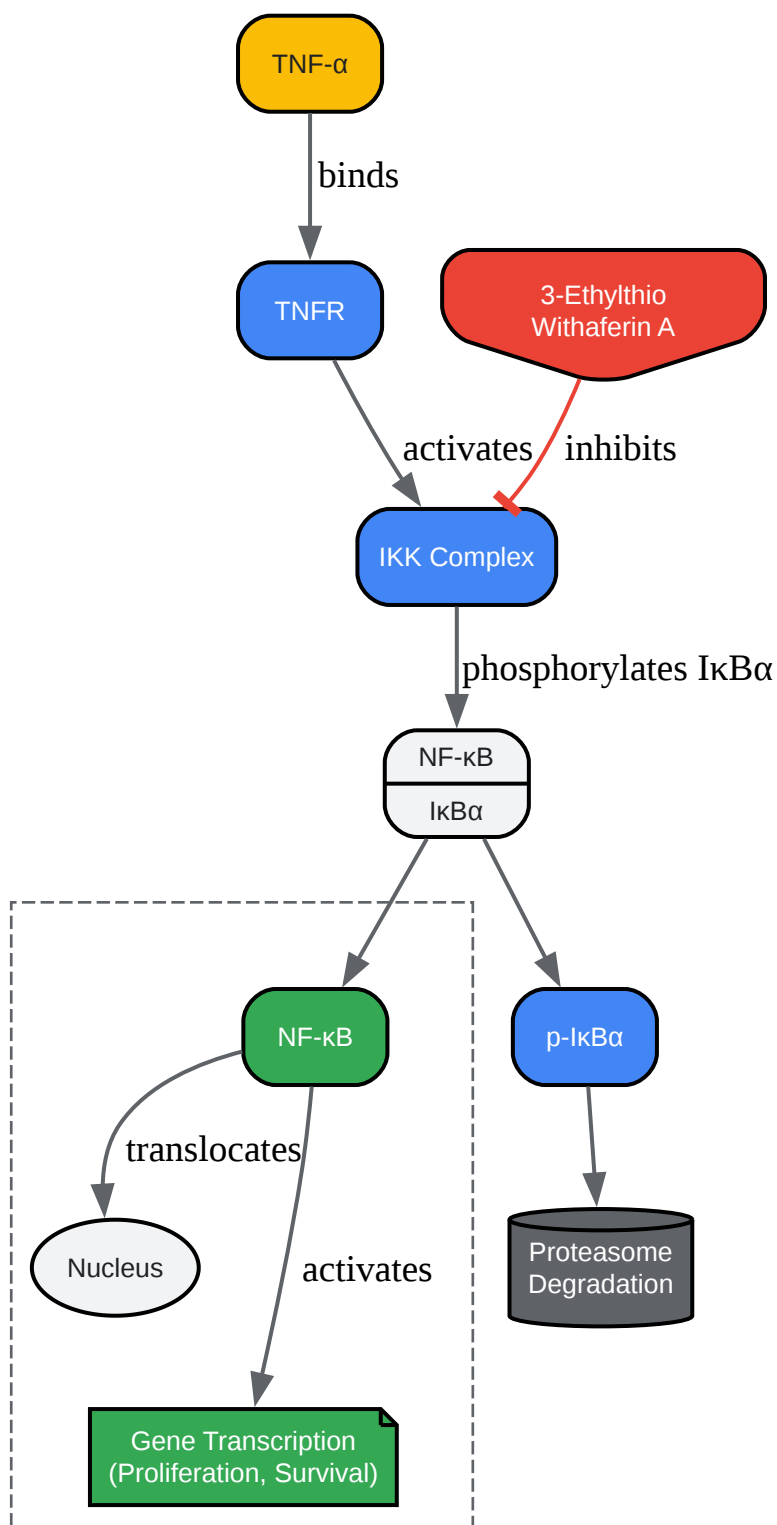 TNF-α
binds
TNFR
3-Ethylthio
Withaferin A
activates
inhibits
IKK Complex
phosphorylates IκBα
NF-κB
IκBα
NF-κB
p-IκBα
translocates
Nucleus
Proteasome
Degradation
activates
Gene Transcription
(Proliferation, Survival)